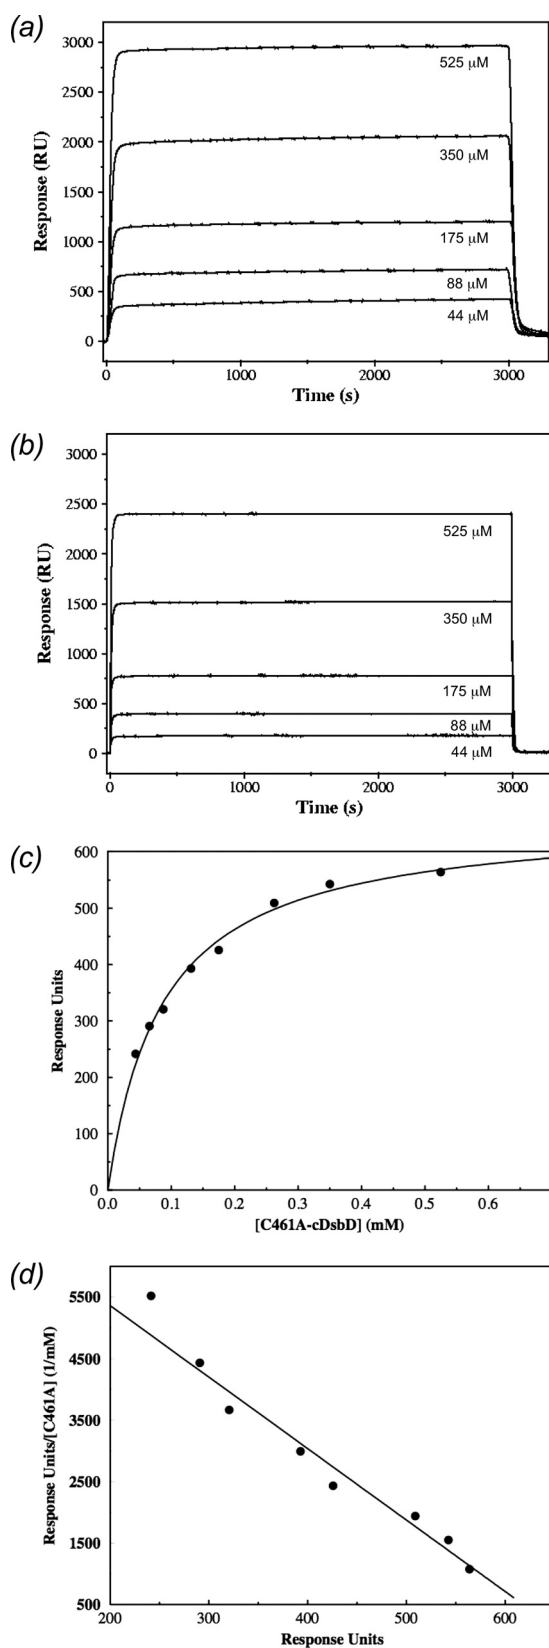 (a)
3000
2500
2000
1500
1000
500
0
Response (RU)
525 μM
350 μM
175 μM
88 μM
44 μM
0 1000 2000 3000
Time (s)
(b)
3000
2500
2000
1500
1000
500
0
Response (RU)
525 μM
350 μM
175 μM
88 μM
44 μM
0 1000 2000 3000
Time (s)
(c)
600
500
400
300
200
100
0
Response Units
0.0 0.1 0.2 0.3 0.4 0.5 0.6
[C461A-cDsbD] (mM)
(d)
5500
4500
3500
2500
1500
500
Response Units/[C461A] (1/mM)
200 300 400 500 600
Response Units